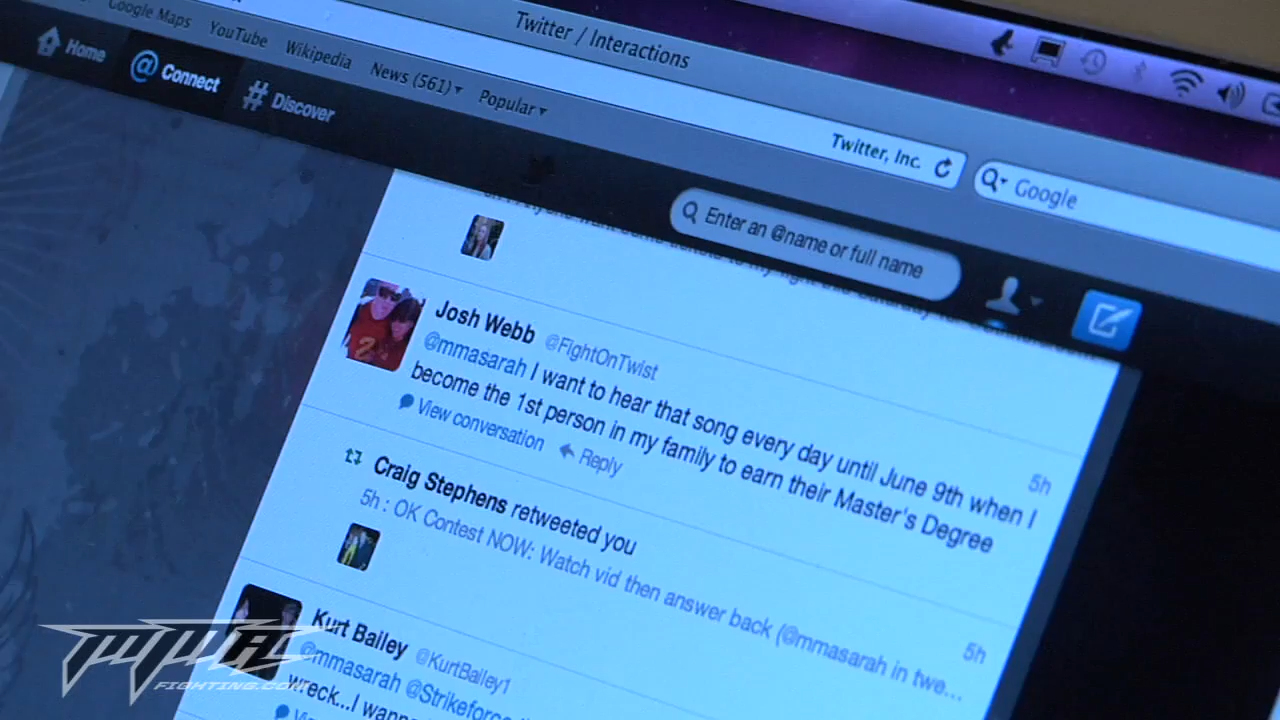 Twitter / Interactions
Google Maps YouTube Wikipedia News (561) Popular
Twitter, Inc.
Google
Home @ Connect # Discover
Enter an @name or full name
Josh Webb @FightOnTwist
@mmasarah I want to hear that song every day until June 9th when I
become the 1st person in my family to earn their Master's Degree
5h
View conversation Reply
Craig Stephens retweeted you
5h : OK Contest NOW: Watch vid then answer back (@mmasarah in twe...
Kurt Bailey @KurtBailey1
5h
@mmasarah @Strikeforce
wreck...I wanna
View
MMA
FIGHTING.COM